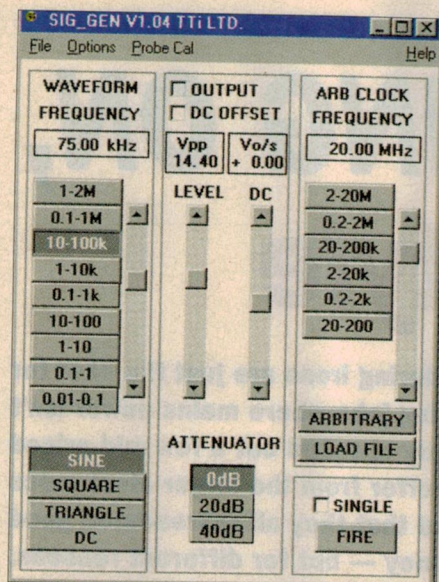 SIG_GEN V1.04 TTi LTD.
File Options Probe Cal Help
WAVEFORM
FREQUENCY
75.00 kHz
1-2M
0.1-1M
10-100k
1-10k
0.1-1k
10-100
1-10
0.1-1
0.01-0.1
SINE
SQUARE
TRIANGLE
DC
OUTPUT
DC OFFSET
Vpp
14.40
Vo/s
+ 0.00
LEVEL DC
ATTENUATOR
0dB
20dB
40dB
ARB CLOCK
FREQUENCY
20.00 MHz
2-20M
0.2-2M
20-200k
2-20k
0.2-2k
20-200
ARBITRARY
LOAD FILE
SINGLE
FIRE